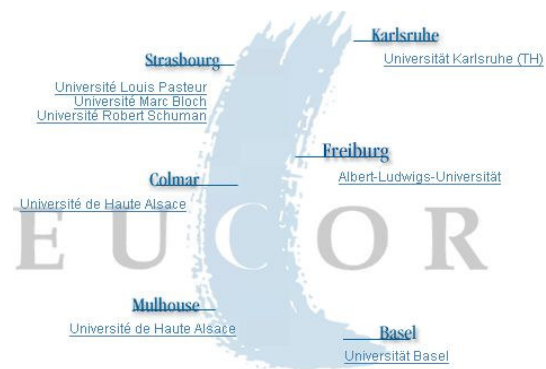 Karlsruhe
Universität Karlsruhe (TH)
Strasbourg
Université Louis Pasteur
Université Marc Bloch
Université Robert Schuman
Freiburg
Albert-Ludwigs-Universität
Colmar
Université de Haute Alsace
EUCOR
Mulhouse
Université de Haute Alsace
Basel
Universität Basel